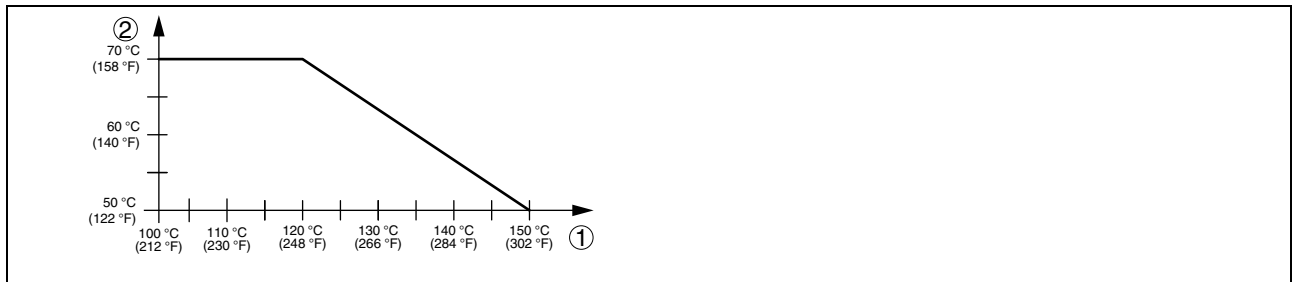 ②
70 °C
(158 °F)
60 °C
(140 °F)
50 °C
(122 °F)
100 °C 110 °C 120 °C 130 °C 140 °C 150 °C
(212 °F) (230 °F) (248 °F) (266 °F) (284 °F) (302 °F)
①